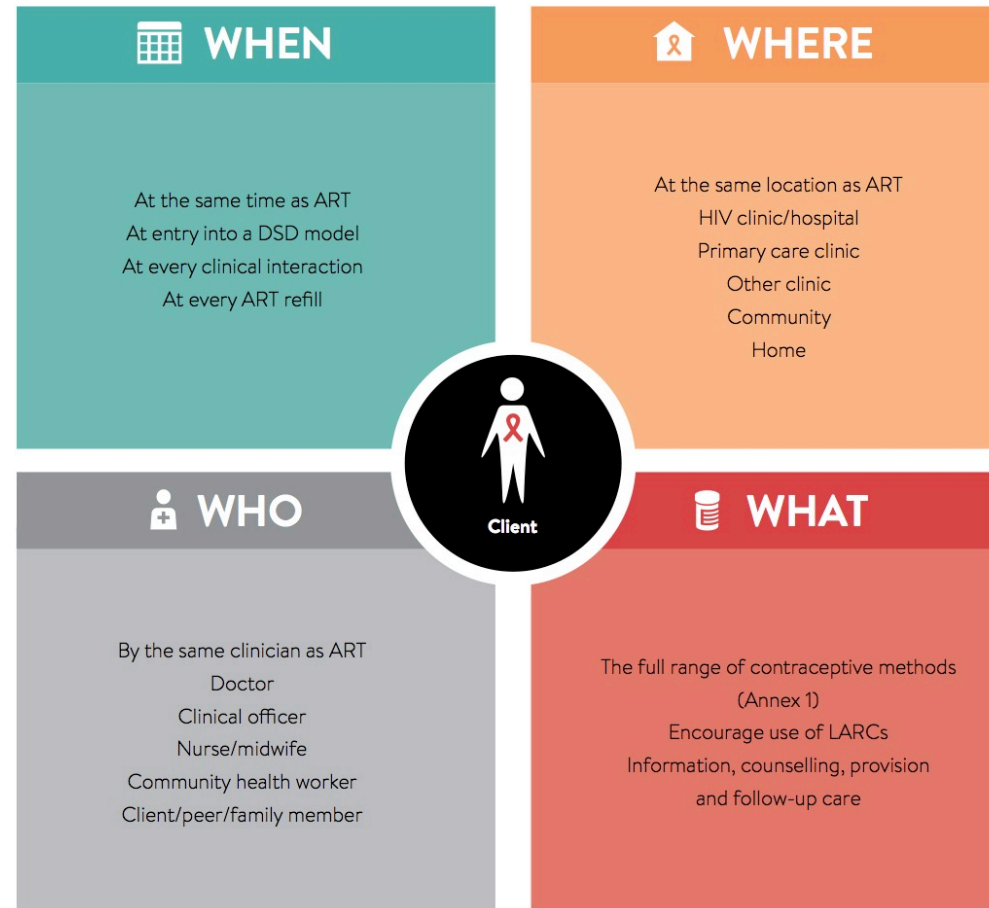 WHEN
At the same time as ART
At entry into a DSD model
At every clinical interaction
At every ART refill
WHERE
At the same location as ART
HIV clinic/hospital
Primary care clinic
Other clinic
Community
Home
Client
WHO
By the same clinician as ART
Doctor
Clinical officer
Nurse/midwife
Community health worker
Client/peer/family member
WHAT
The full range of contraceptive methods
(Annex 1)
Encourage use of LARCs
Information, counselling, provision
and follow-up care